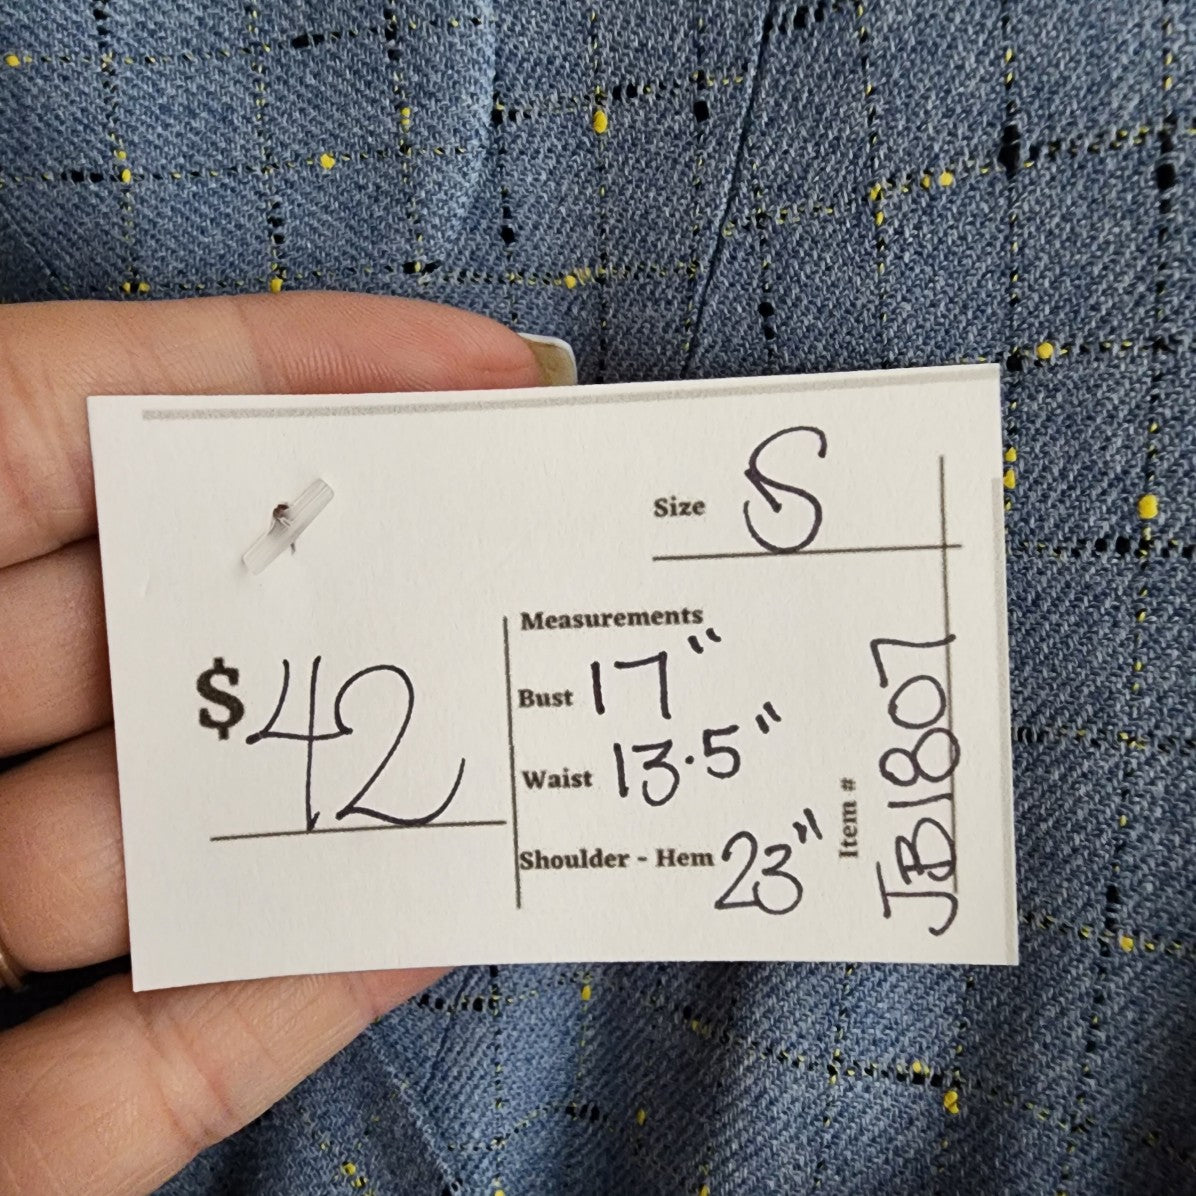 Size S
Measurements
$42
Bust 17"
Waist 13.5"
Shoulder - Hem 23"
Item # JB1807